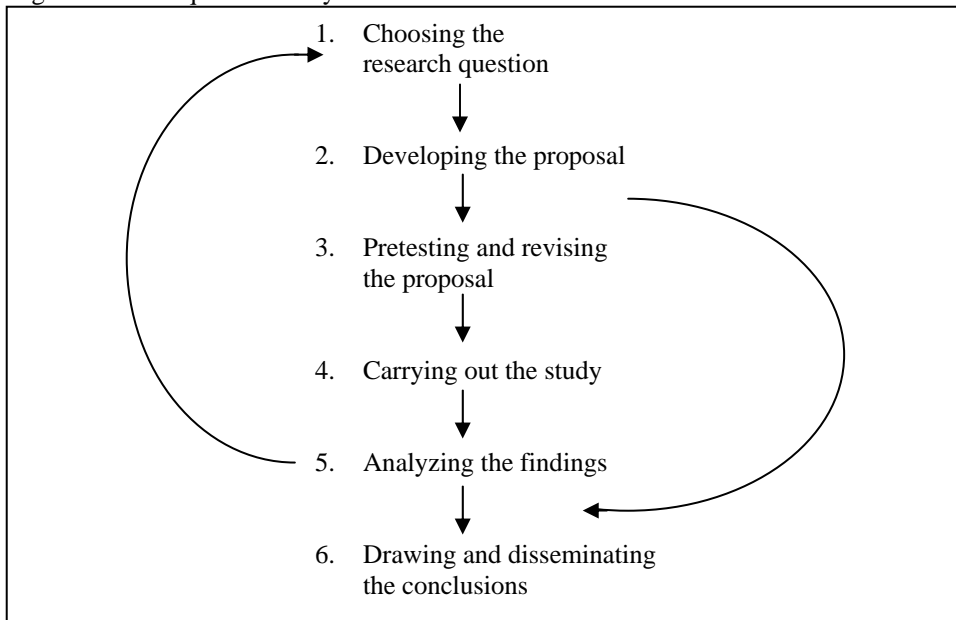 1. Choosing the
research question
2. Developing the proposal
3. Pretesting and revising
the proposal
4. Carrying out the study
5. Analyzing the findings
6. Drawing and disseminating
the conclusions